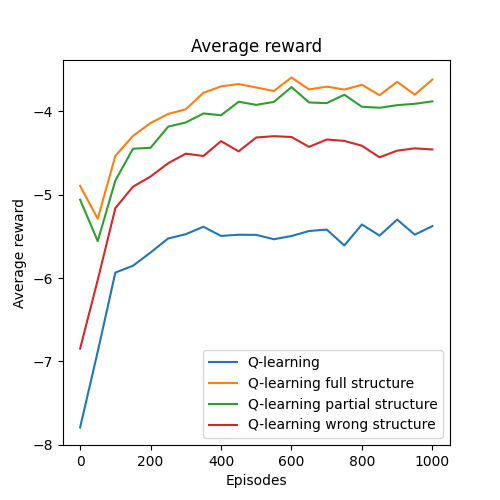 Average reward
Average reward
−4
−5
−6
−7
−8
0 200 400 600 800 1000
Episodes
Q-learning
Q-learning full structure
Q-learning partial structure
Q-learning wrong structure